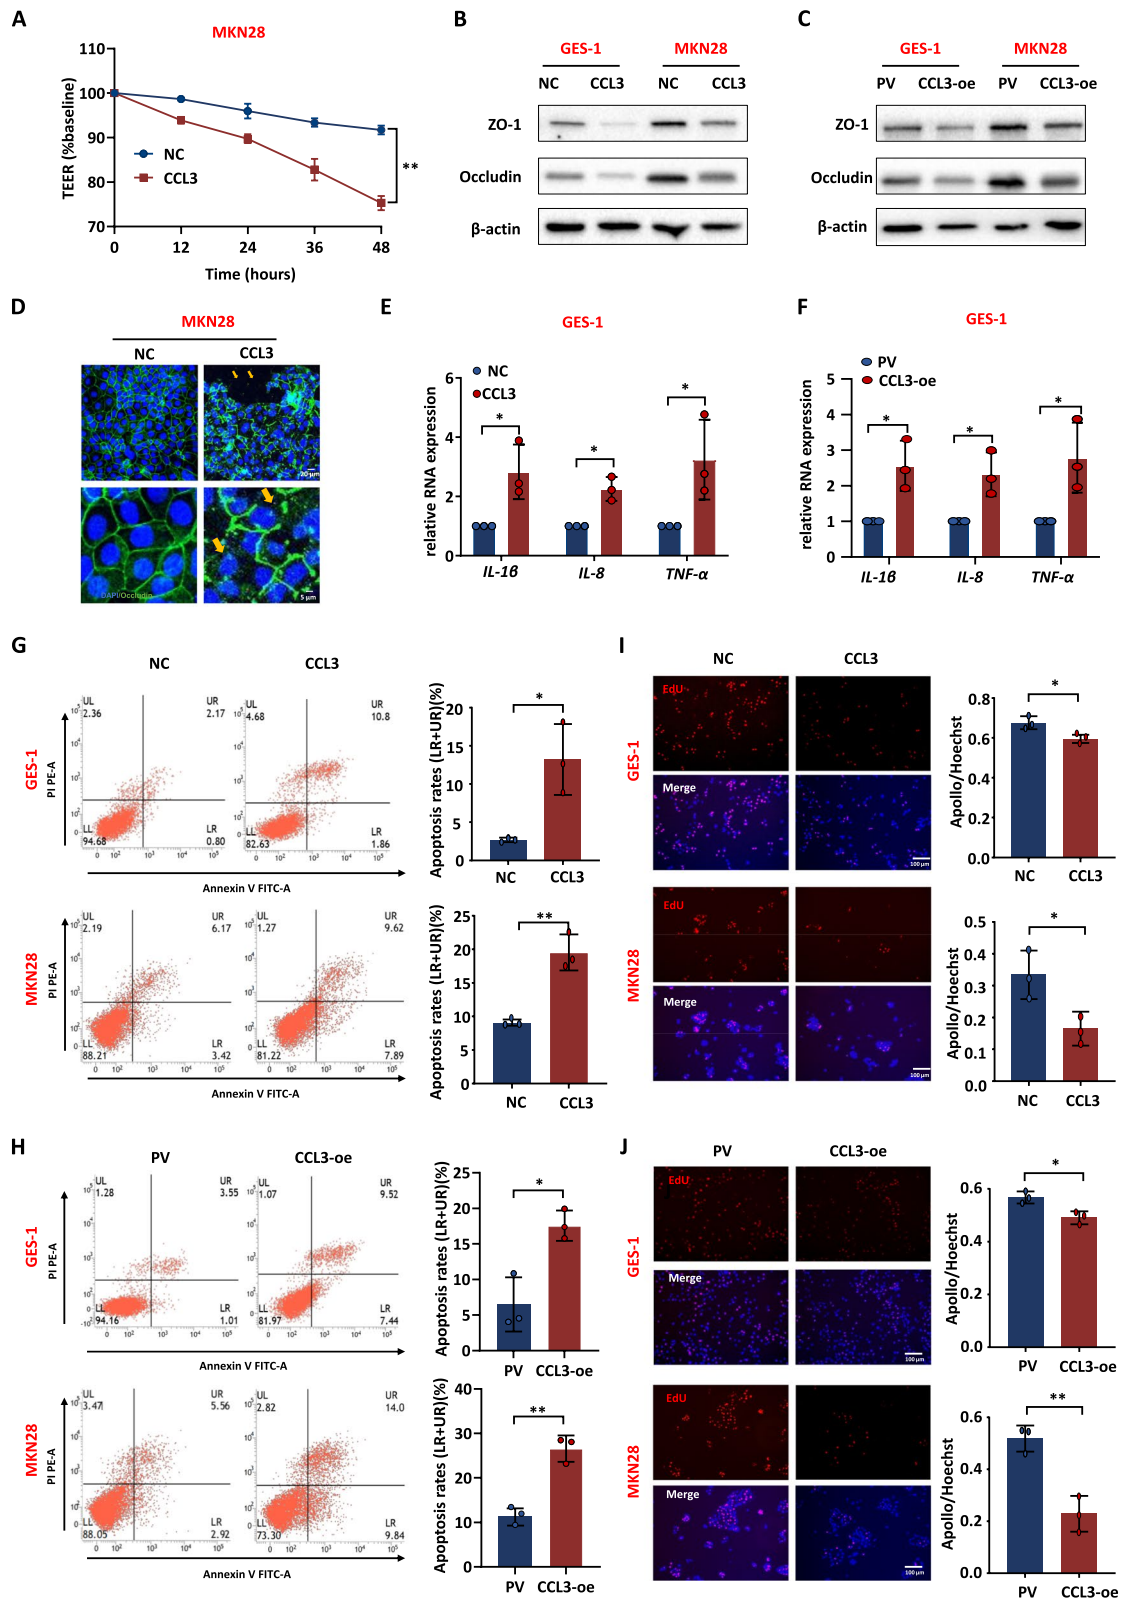 A
MKN28
110
100
90
80
70
TEER (%baseline)
NC
CCL3
**
0 12 24 36 48
Time (hours)
B
GES-1 MKN28
NC CCL3 NC CCL3
ZO-1
Occludin
β-actin
C
GES-1 MKN28
PV CCL3-oe PV CCL3-oe
ZO-1
Occludin
β-actin
D
MKN28
NC CCL3
20 μm
DAPI/Occludin
5 μm
E
GES-1
NC
CCL3
relative RNA expression
6
4
2
0
* * *
IL-1β IL-8 TNF-α
F
GES-1
PV
CCL3-oe
relative RNA expression
5
4
3
2
1
0
* * *
IL-1β IL-8 TNF-α
G
NC CCL3
GES-1
PI PE-A
UL 2.36
UR 2.17
LL 94.68
LR 0.80
UL 4.68
UR 10.8
LL 82.63
LR 1.86
Annexin V FITC-A
Apoptosis rates (LR+UR)(%)
20
15
10
5
0
*
NC CCL3
MKN28
PI PE-A
UL 2.19
UR 6.17
LL 88.21
LR 3.42
UL 1.27
UR 9.62
LL 81.22
LR 7.89
Annexin V FITC-A
Apoptosis rates (LR+UR)(%)
25
20
15
10
5
0
**
NC CCL3
H
PV CCL3-oe
GES-1
PI PE-A
UL 1.28
UR 3.55
LL 94.16
LR 1.01
UL 1.07
UR 9.52
LL 81.97
LR 7.44
Annexin V FITC-A
Apoptosis rates (LR+UR)(%)
25
20
15
10
5
0
*
PV CCL3-oe
MKN28
PI PE-A
UL 3.47
UR 5.56
LL 88.05
LR 2.92
UL 2.82
UR 14.0
LL 73.30
LR 9.84
Annexin V FITC-A
Apoptosis rates (LR+UR)(%)
40
30
20
10
0
**
PV CCL3-oe
I
NC CCL3
GES-1
EdU
Merge
100 μm
Apollo/Hoechst
0.8
0.6
0.4
0.2
0.0
*
NC CCL3
MKN28
EdU
Merge
100 μm
Apollo/Hoechst
0.5
0.4
0.3
0.2
0.1
0.0
*
NC CCL3
J
PV CCL3-oe
GES-1
EdU
Merge
100 μm
Apollo/Hoechst
0.6
0.4
0.2
0.0
*
PV CCL3-oe
MKN28
EdU
Merge
100 μm
Apollo/Hoechst
0.6
0.4
0.2
0.0
**
PV CCL3-oe